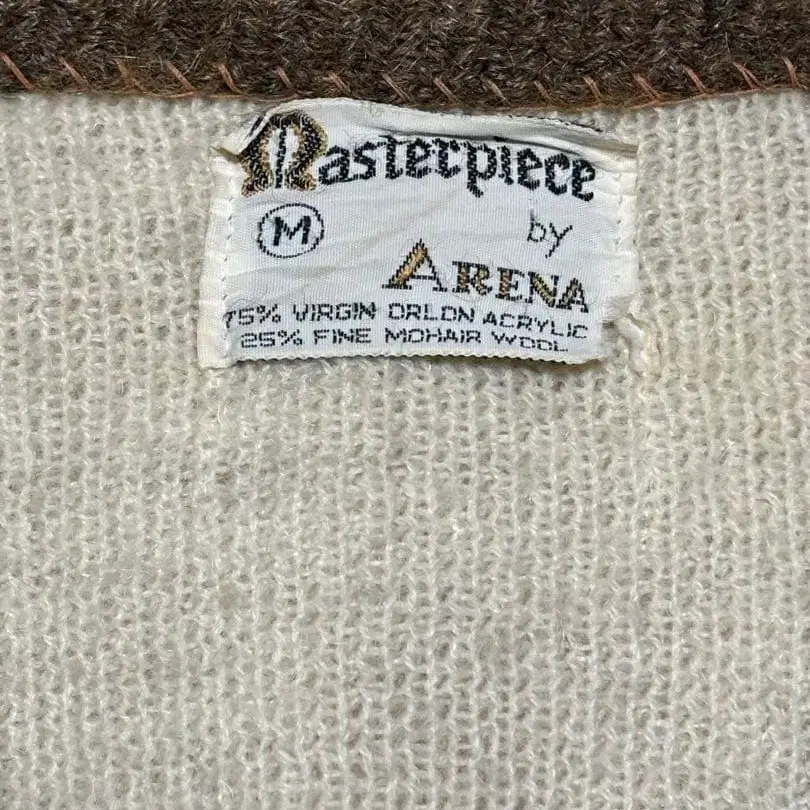 Masterpiece
M by
ARENA
75% VIRGIN ORLON ACRYLIC
25% FINE MOHAIR WOOL